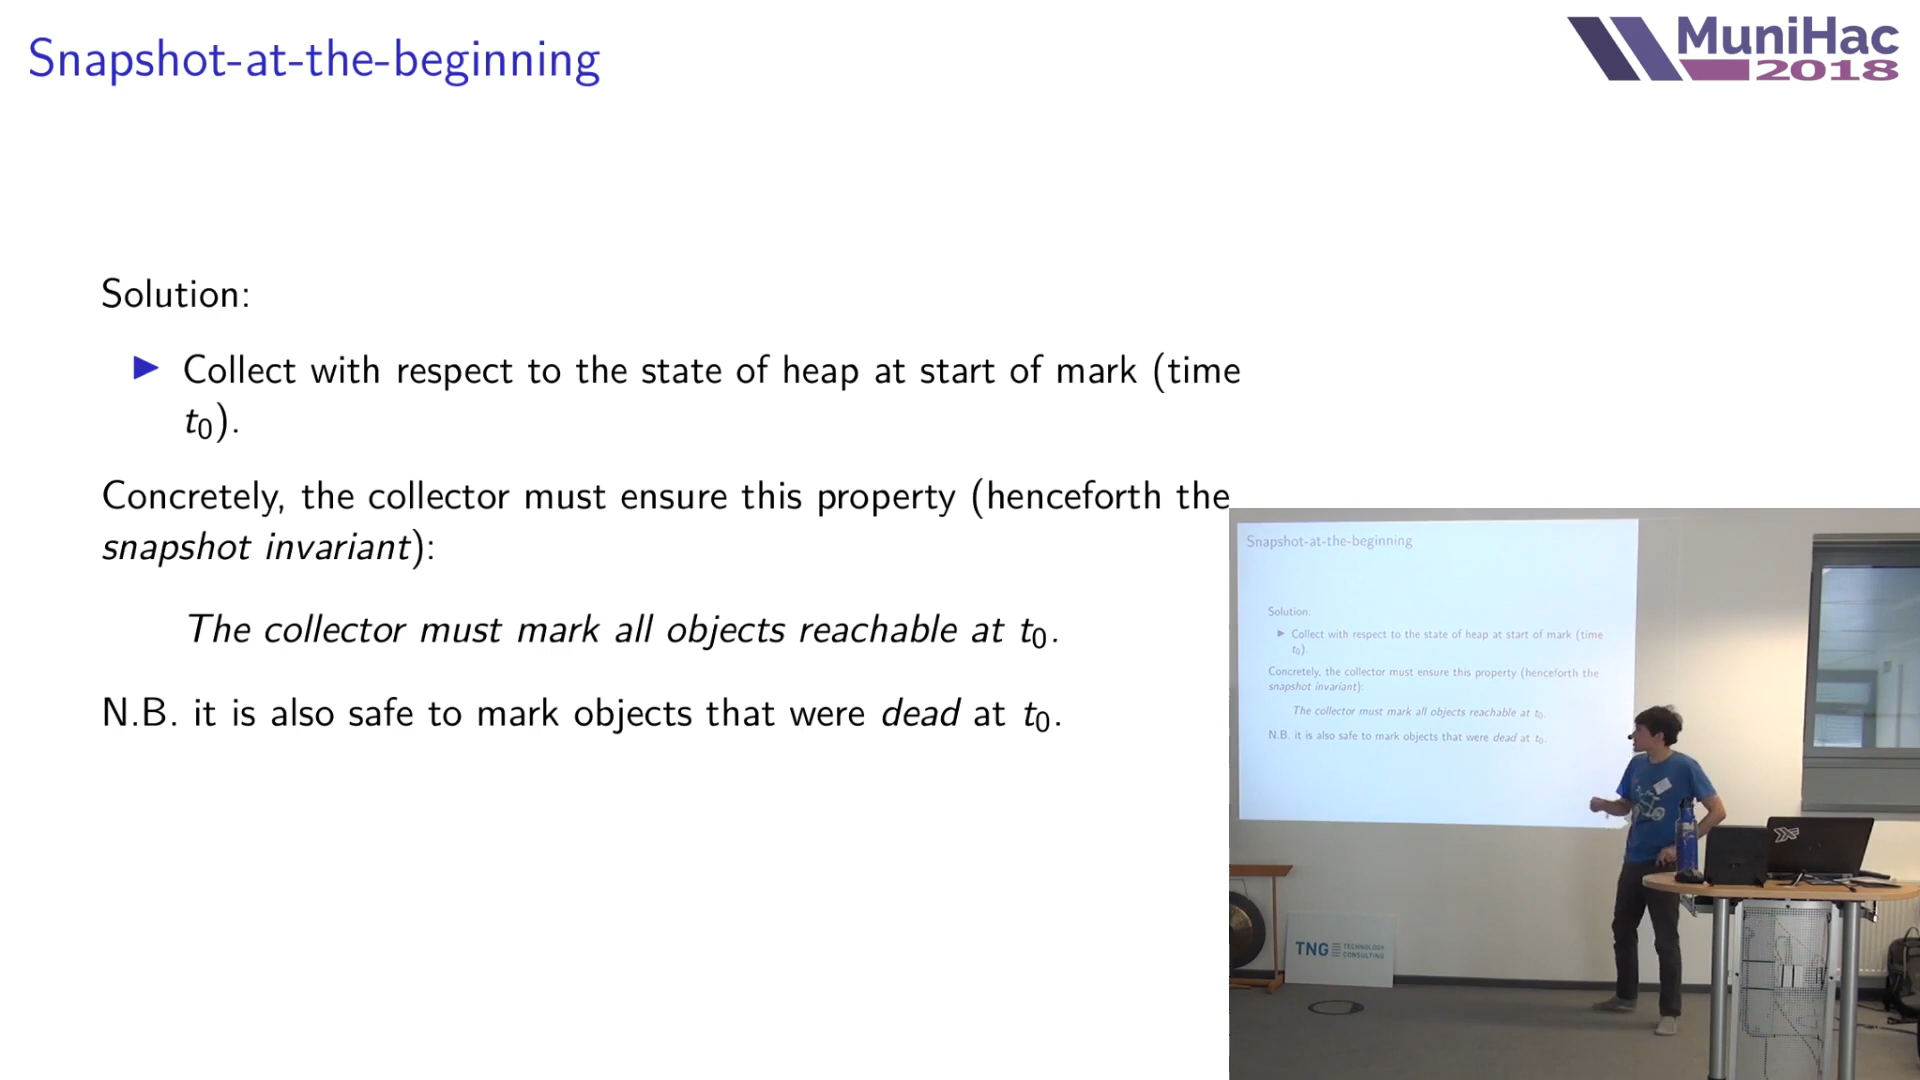 Snapshot-at-the-beginning
MuniHac
2018
Solution:
▶ Collect with respect to the state of heap at start of mark (time
t₀).
Concretely, the collector must ensure this property (henceforth the
snapshot invariant):
The collector must mark all objects reachable at t₀.
N.B. it is also safe to mark objects that were dead at t₀.
Snapshot-at-the-beginning
Solution:
▶ Collect with respect to the state of heap at start of mark (time
t₀).
Concretely, the collector must ensure this property (henceforth the
snapshot invariant):
The collector must mark all objects reachable at t₀.
N.B. it is also safe to mark objects that were dead at t₀.
TNG TECHNOLOGY
CONSULTING